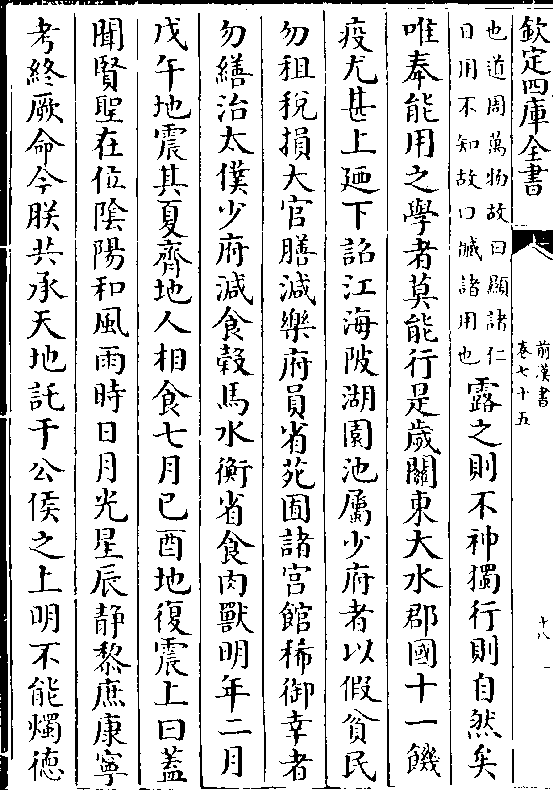 欽定四庫全書
前漢書
卷七十五
十八
也道周萬物故曰顯諸仁
日用不知故曰臧諸用也
露之則不神獨行則自然矣
唯奉能用之學者莫能行是歲關東大水郡國十一饑
疫尤甚上廼下詔江海陂湖園池屬少府者以假貧民
勿租稅損大官膳減樂府員省苑囿諸宮館稀御幸者
勿繕治太僕少府減食榖馬水衡省食肉獸明年二月
戊午地震其夏齊地人相食七月已酉地復震上曰蓋
聞賢聖在位陰陽和風雨時日月光星辰静黎庶康寧
考終厥命今朕共承天地託于公侯之上明不能燭徳